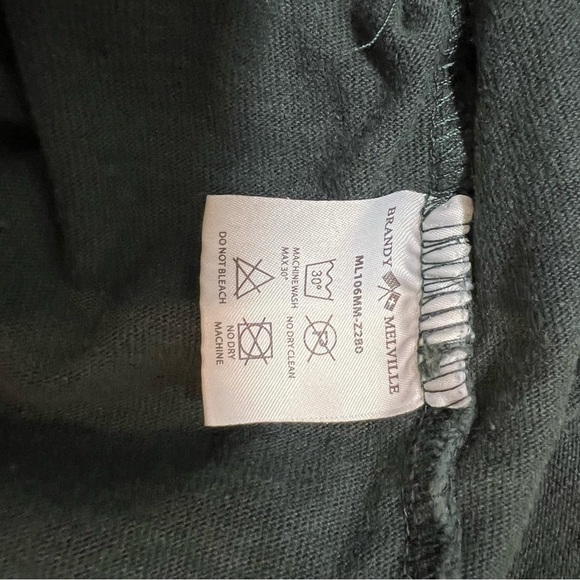 BRANDY MELVILLE
ML106MM-Z280
30°
MACHINE WASH
MAX 30°
NO DRY CLEAN
DO NOT BLEACH
NO DRY
MACHINE